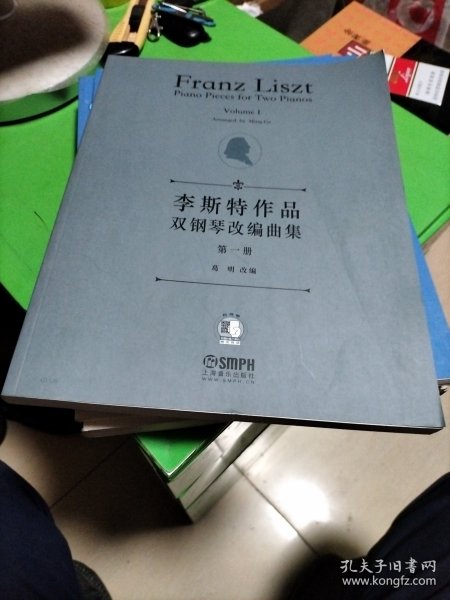 Franz Liszt
Piano Pieces for Two Pianos
Volume I
Arranged by Ming Ge
李斯特作品
双钢琴改编曲集
第一册
葛 明 改编
SMPH
上海音乐出版社
WWW.SMPH.CN
孔夫子旧书网
www.kongfz.com